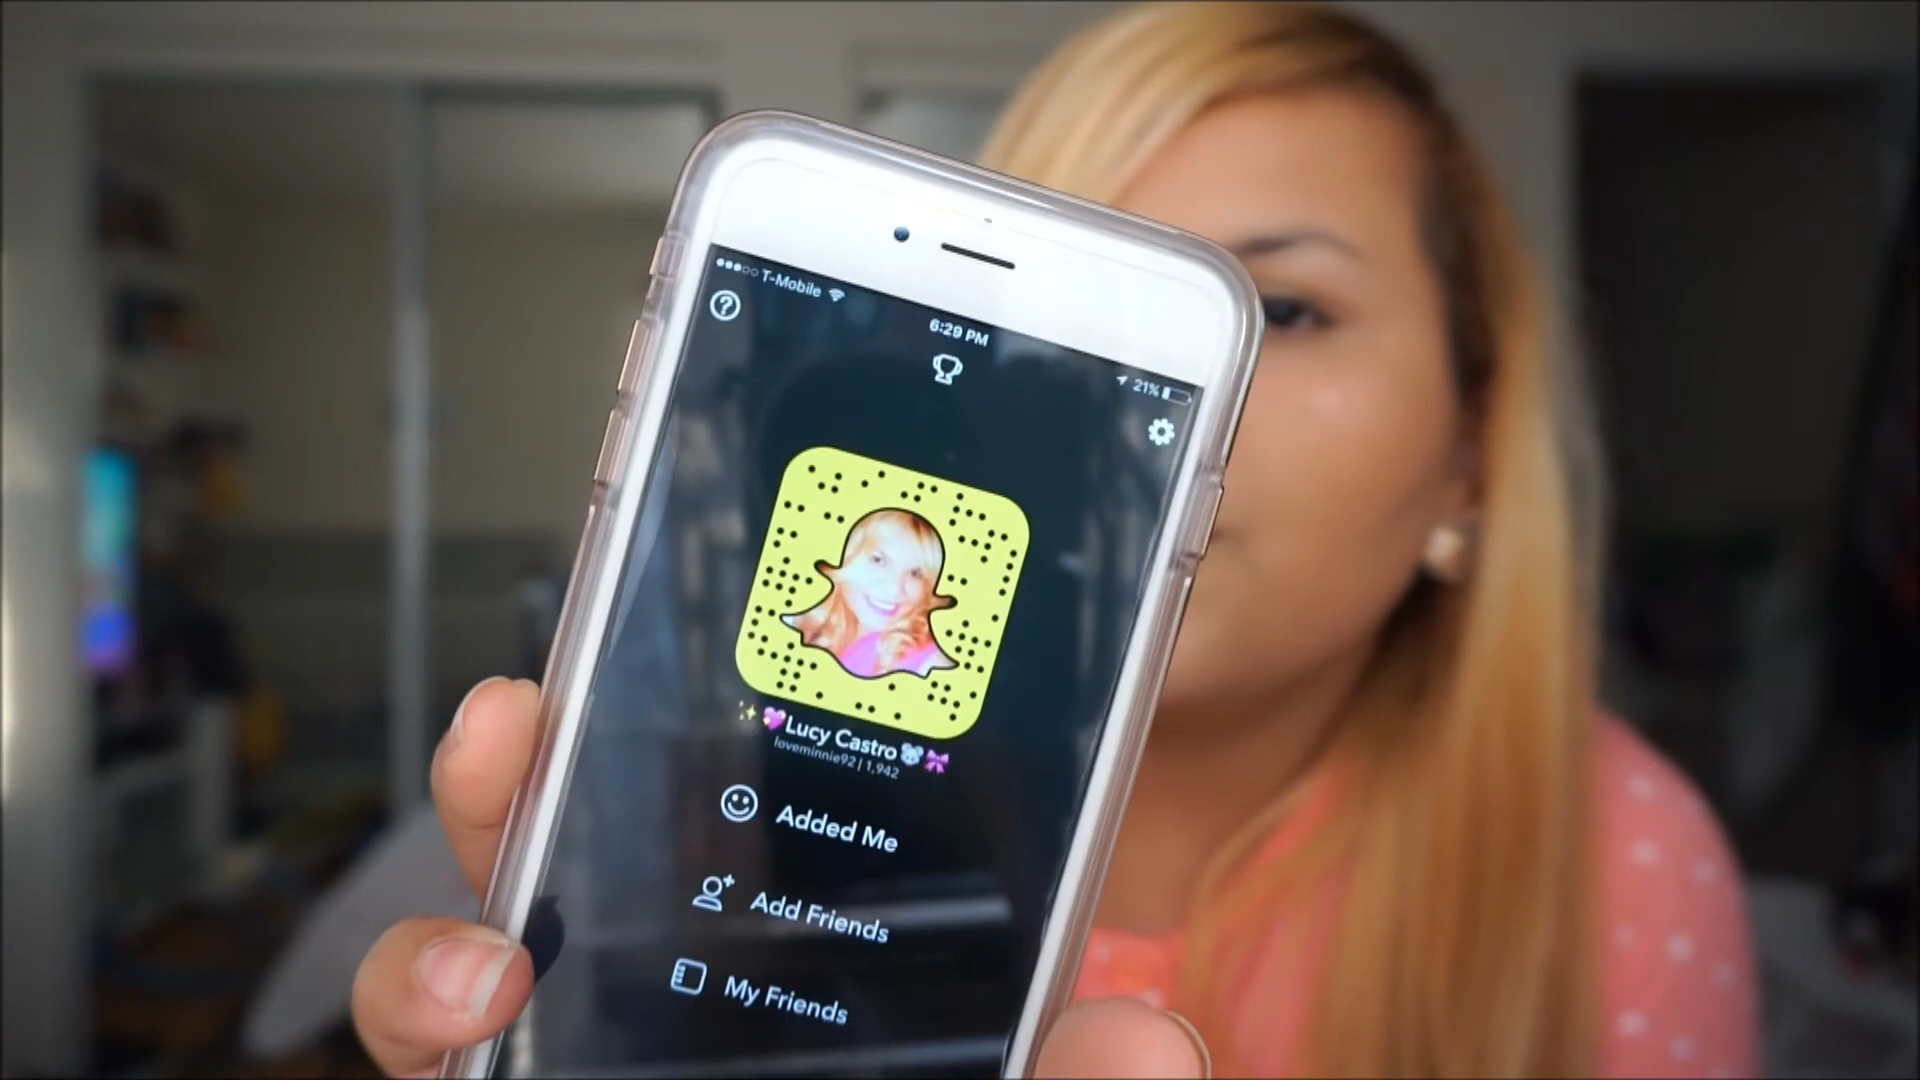 T-Mobile
6:29 PM
21%
✨💖Lucy Castro🐭🎀
loveminnie92 | 1,942
Added Me
Add Friends
My Friends